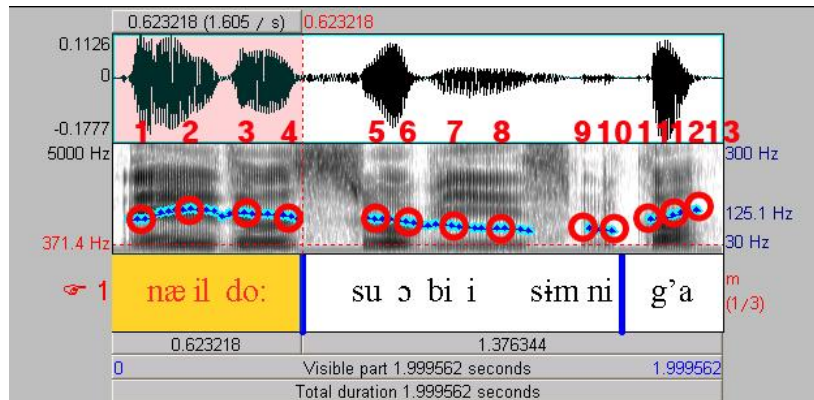 0.623218 (1.605 / s) 0.623218
0.1126
0
-0.1777
1 2 3 4 5 6 7 8 9 10 11 12 13
5000 Hz 300 Hz
125.1 Hz
371.4 Hz 30 Hz
☞ 1 næ il do: su ɔ bi i sɨm ni g’a m
(1/3)
0.623218 1.376344
0 Visible part 1.999562 seconds 1.999562
Total duration 1.999562 seconds